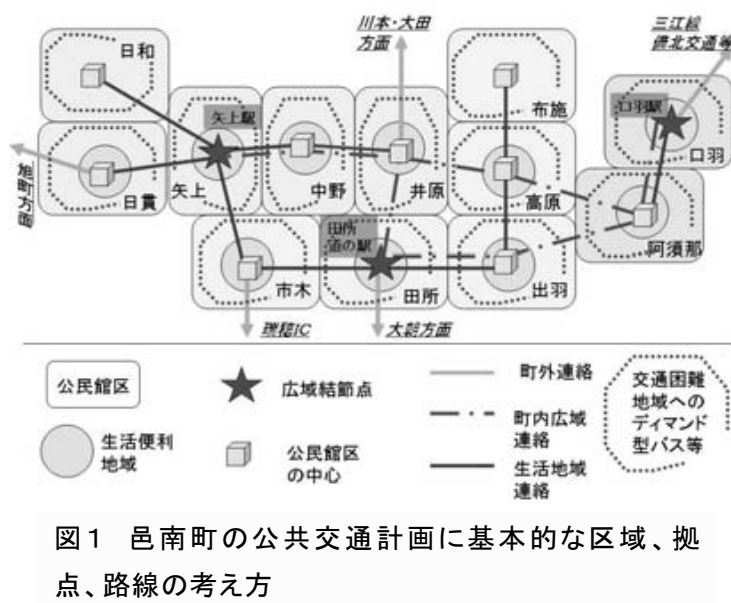 川本・大田
方面
三江線
備北交通等
日和
矢上駅
布施
口羽駅
口羽
旭町方面
日貫
矢上
中野
井原
高原
阿須那
田所
道の駅
市木
田所
出羽
瑞穂IC
大朝方面
公民館区
広域結節点
町外連絡
交通困難
地域への
ディマンド
型バス等
生活便利
地域
公民館区
の中心
町内広域
連絡
生活地域
連絡
図1 邑南町の公共交通計画に基本的な区域、拠
点、路線の考え方